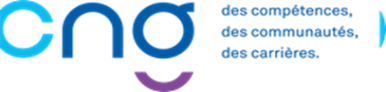 cng
des compétences,
des communautés,
des carrières.